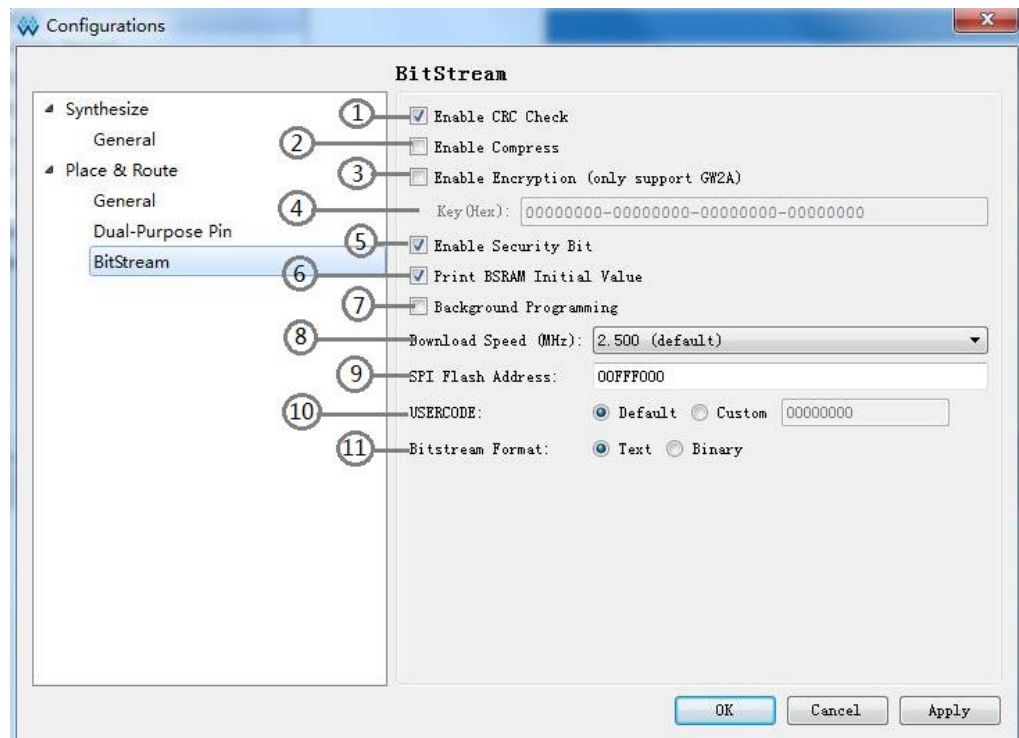 Configurations
BitStream
Synthesize
General
Place & Route
General
Dual-Purpose Pin
BitStream
① Enable CRC Check
② Enable Compress
③ Enable Encryption (only support GW2A)
④ Key(Hex): 00000000-00000000-00000000-00000000
⑤ Enable Security Bit
⑥ Print BSRAM Initial Value
⑦ Background Programming
⑧ Download Speed (MHz): 2.500 (default)
⑨ SPI Flash Address: 00FFF000
⑩ USERCODE: Default Custom 00000000
⑪ Bitstream Format: Text Binary
OK Cancel Apply